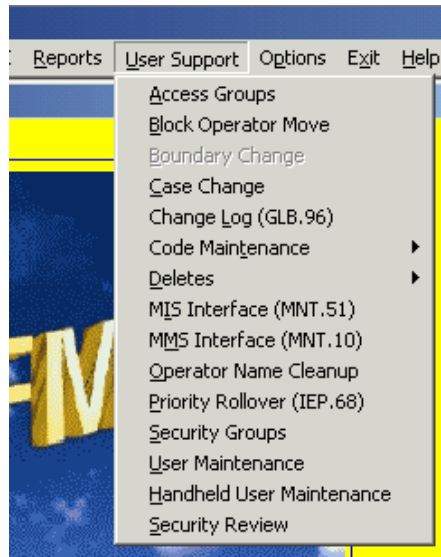 Reports User Support Options Exit Help
Access Groups
Block Operator Move
Boundary Change
Case Change
Change Log (GLB.96)
Code Maintenance
Deletes
MIS Interface (MNT.51)
MMS Interface (MNT.10)
Operator Name Cleanup
Priority Rollover (IEP.68)
Security Groups
User Maintenance
Handheld User Maintenance
Security Review
FM